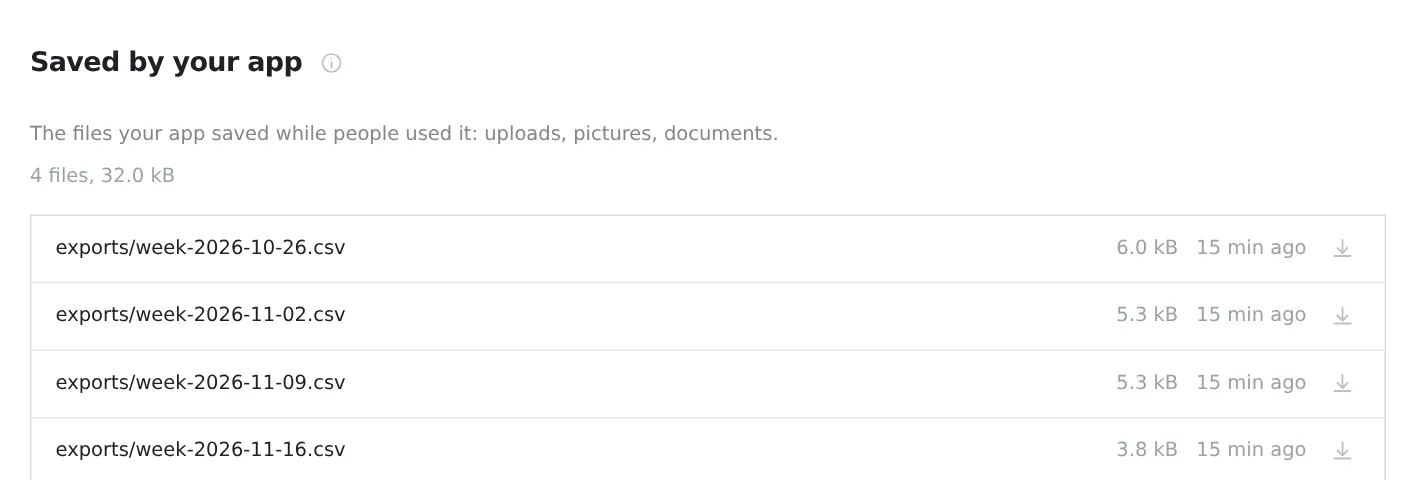 Saved by your app
The files your app saved while people used it: uploads, pictures, documents.
4 files, 32.0 kB
exports/week-2026-10-26.csv 6.0 kB 15 min ago
exports/week-2026-11-02.csv 5.3 kB 15 min ago
exports/week-2026-11-09.csv 5.3 kB 15 min ago
exports/week-2026-11-16.csv 3.8 kB 15 min ago